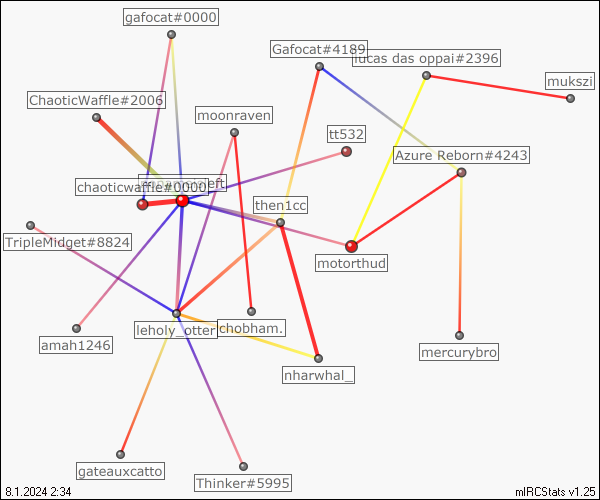 gafocat#0000
Gafocat#4189
lucas das oppai#2396
mukszi
ChaoticWaffle#2006
moonraven
tt532
Azure Reborn#4243
chaoticwaffle#0000
then1cc
TripleMidget#8824
motorthud
leholy_otter
chobham.
amah1246
mercurybro
nharwhal_
gateauxcatto
Thinker#5995
8.1.2024 2:34
mIRCStats v1.25